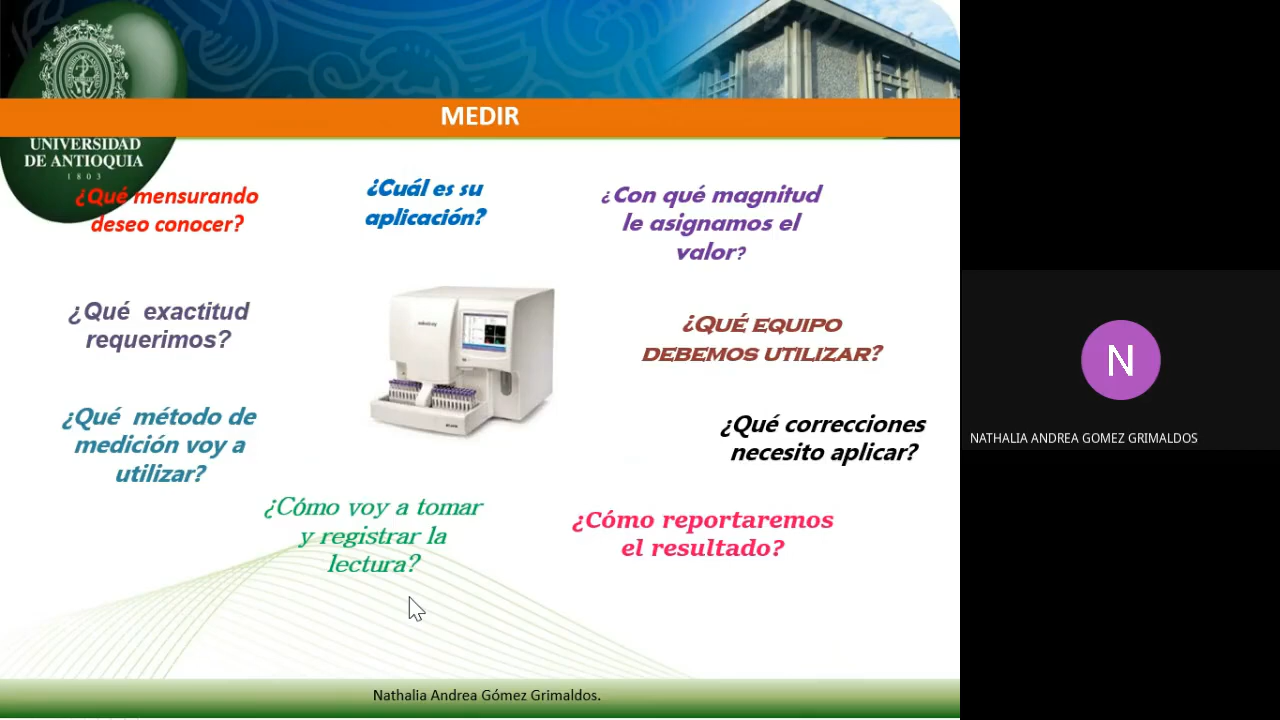 MEDIR
UNIVERSIDAD
DE ANTIOQUIA
1803
¿Qué mensurando
deseo conocer?
¿Cuál es su
aplicación?
¿Con qué magnitud
le asignamos el
valor?
¿Qué exactitud
requerimos?
¿QUÉ EQUIPO
DEBEMOS UTILIZAR?
¿Qué método de
medición voy a
utilizar?
¿Qué correcciones
necesito aplicar?
¿Cómo voy a tomar
y registrar la
lectura?
¿Cómo reportaremos
el resultado?
Nathalia Andrea Gómez Grimaldos.
N
NATHALIA ANDREA GOMEZ GRIMALDOS